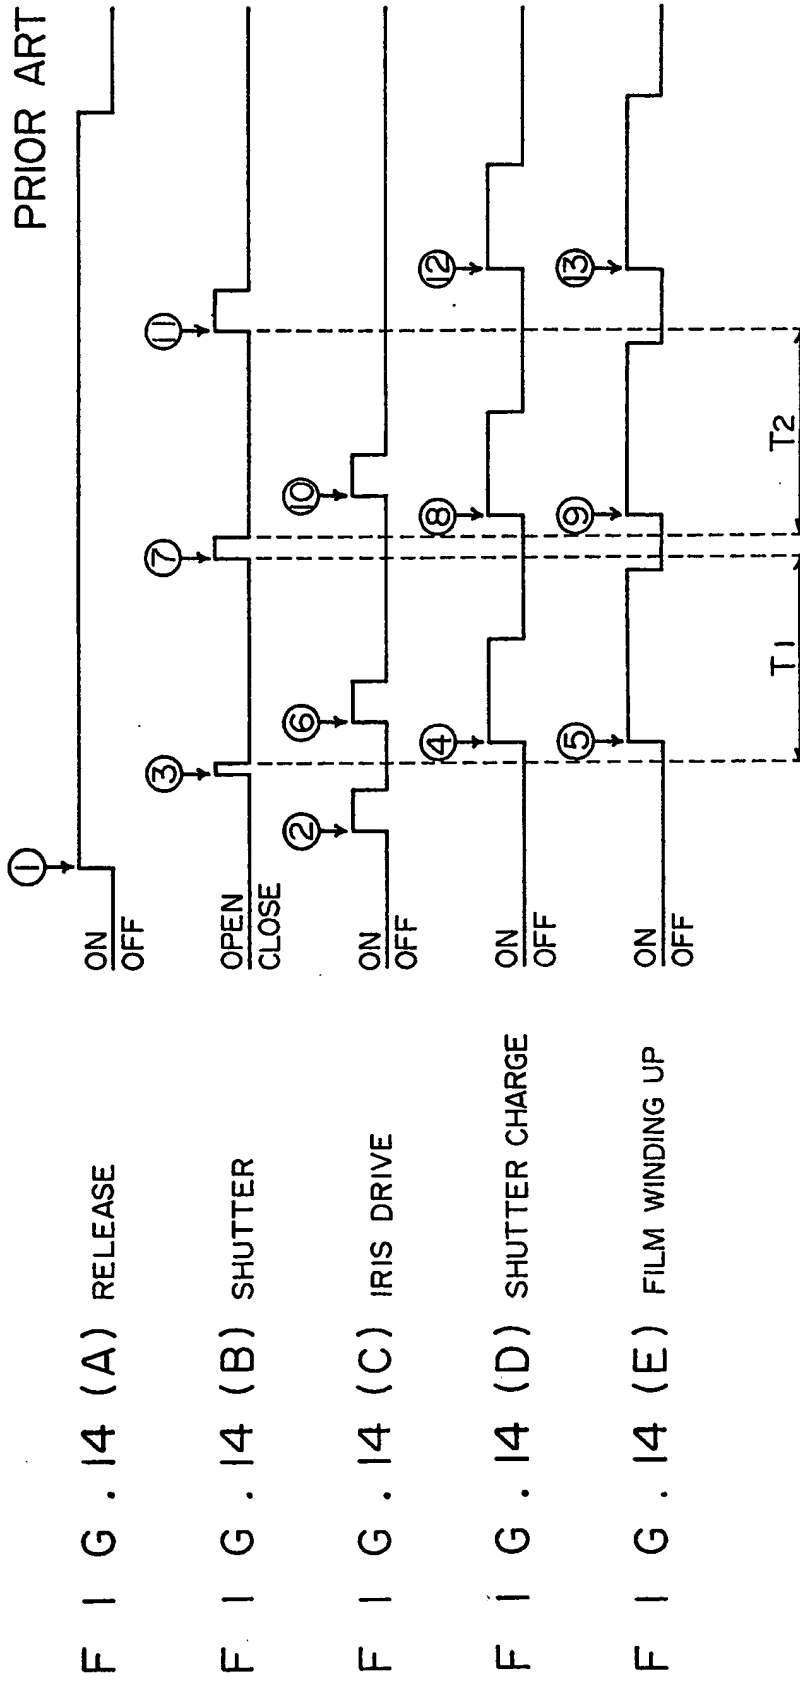 PRIOR ART
FIG. 14 (A) RELEASE
ON
OFF
①
FIG. 14 (B) SHUTTER
OPEN
CLOSE
③ ⑦ ⑪
FIG. 14 (C) IRIS DRIVE
ON
OFF
② ⑥ ⑩
FIG. 14 (D) SHUTTER CHARGE
ON
OFF
④ ⑧ ⑫
FIG. 14 (E) FILM WINDING UP
ON
OFF
⑤ ⑨ ⑬
T1 T2